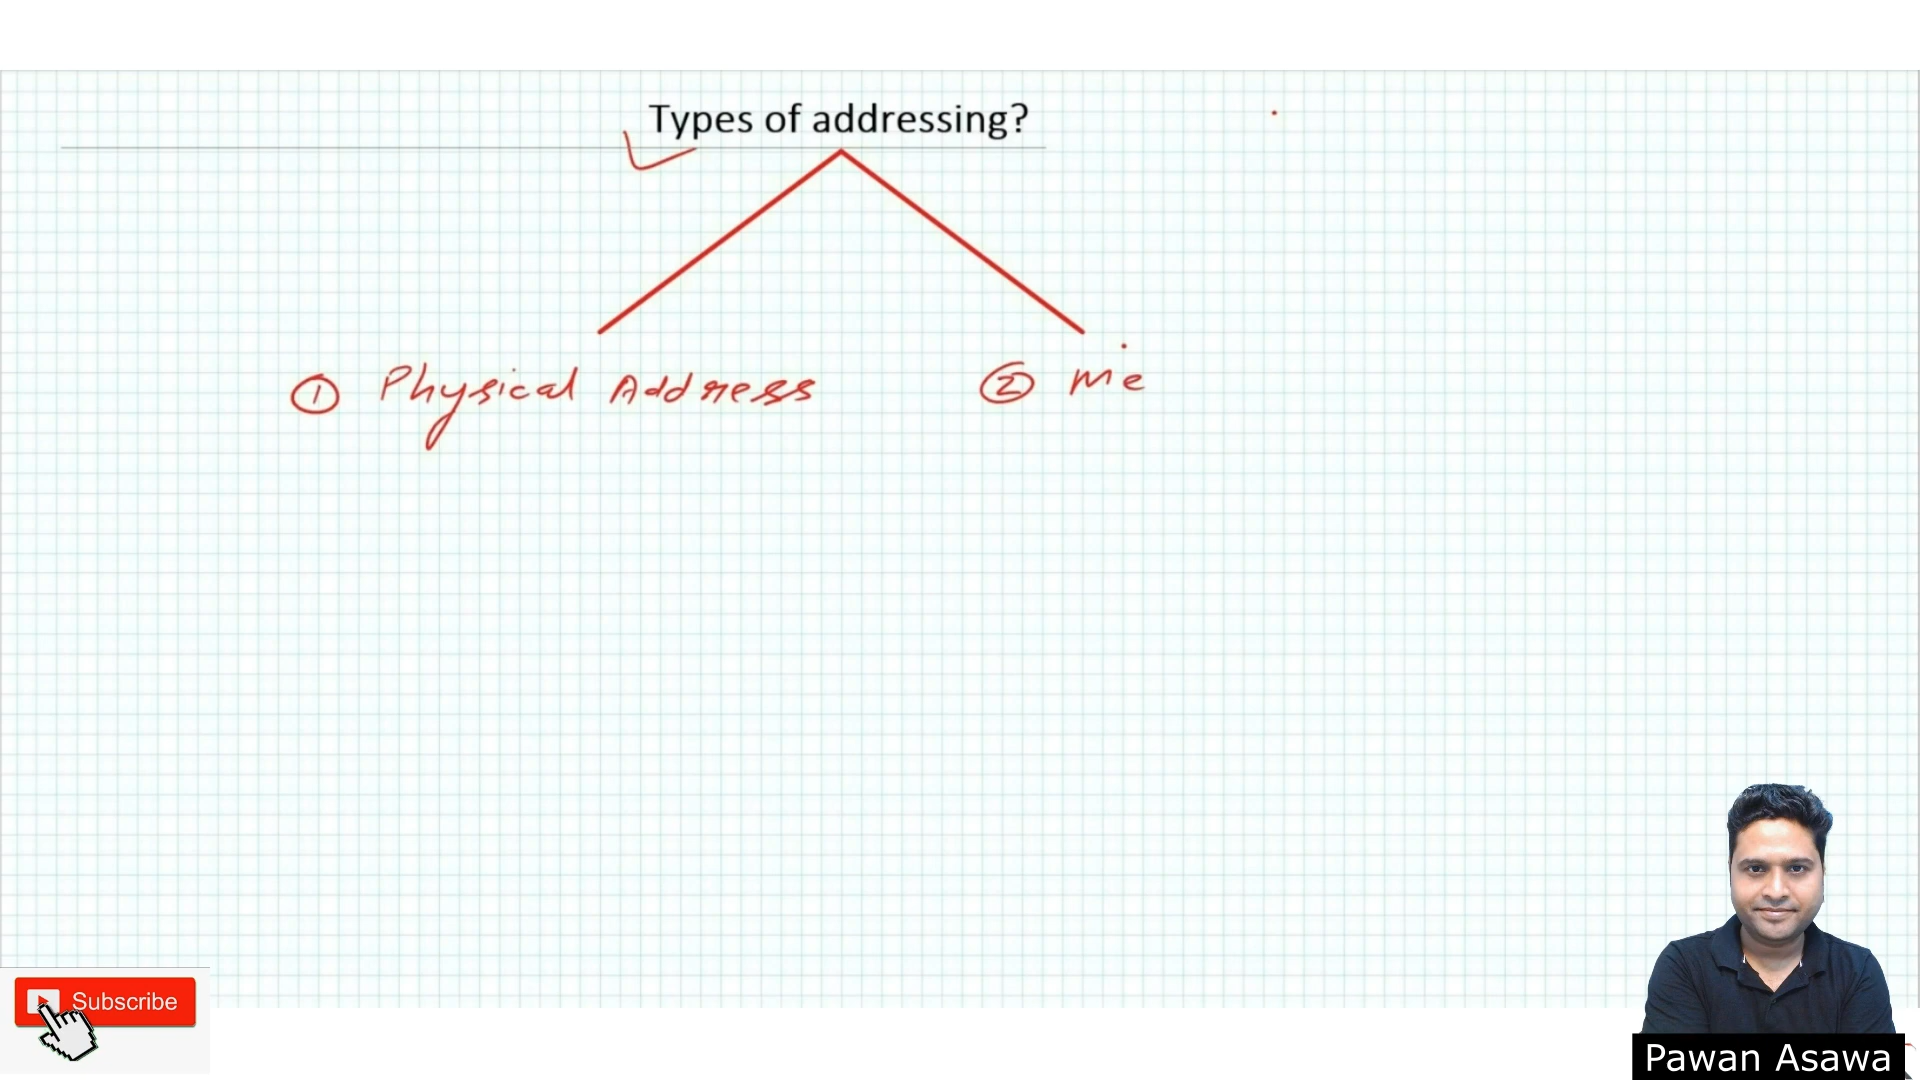 Types of addressing?
① Physical Address
② Me
Subscribe
Pawan Asawa